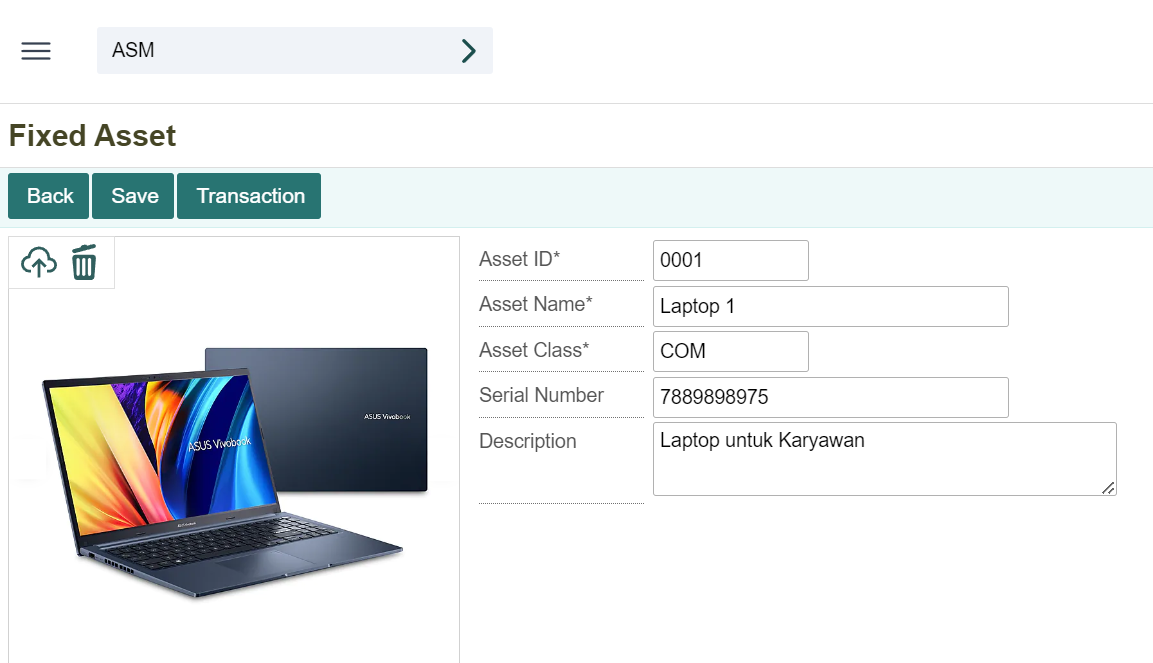 ASM
Fixed Asset
Back Save Transaction
Asset ID* 0001
Asset Name* Laptop 1
Asset Class* COM
Serial Number 7889898975
Description Laptop untuk Karyawan
ASUS Vivobook
ASUS Vivobook